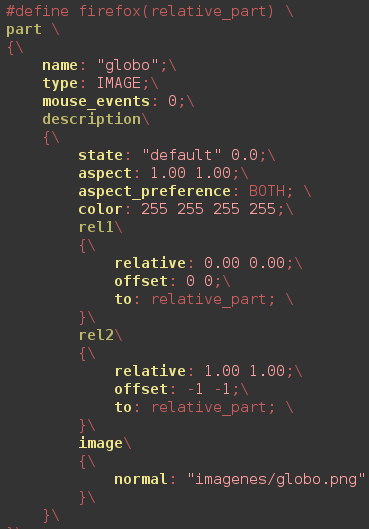 #define firefox(relative_part) \
part \
{\
    name: "globo";\
    type: IMAGE;\
    mouse_events: 0;\
    description\
    {\
        state: "default" 0.0;\
        aspect: 1.00 1.00;\
        aspect_preference: BOTH; \
        color: 255 255 255 255;\
        rel1\
        {\
            relative: 0.00 0.00;\
            offset: 0 0;\
            to: relative_part; \
        }\
        rel2\
        {\
            relative: 1.00 1.00;\
            offset: -1 -1;\
            to: relative_part; \
        }\
        image\
        {\
            normal: "imagenes/globo.png"
        }\
    }\
}\